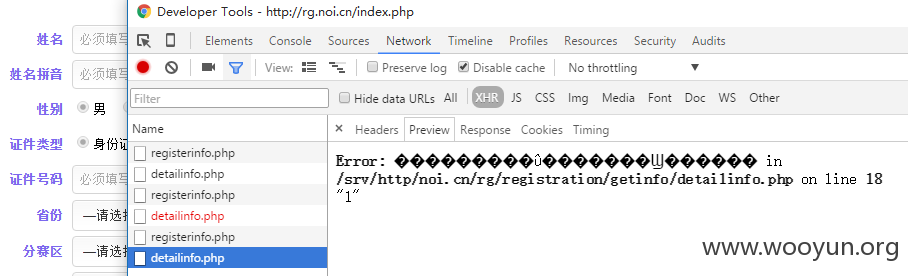 Developer Tools - http://rg.noi.cn/index.php
Elements Console Sources Network Timeline Profiles Resources Security Audits
View: Preserve log Disable cache No throttling
Filter Hide data URLs All XHR JS CSS Img Media Font Doc WS Other
Name
× Headers Preview Response Cookies Timing
registerinfo.php
detailinfo.php
registerinfo.php
detailinfo.php
registerinfo.php
detailinfo.php
Error: ���������û�������Щ������ in
/srv/http/noi.cn/rg/registration/getinfo/detailinfo.php on line 18
"1"
姓名 必须填写
姓名拼音 必须填写
性别 男
证件类型 身份证
证件号码 必须填写
省份 —请选择
分赛区 —请选择
www.wooyun.org